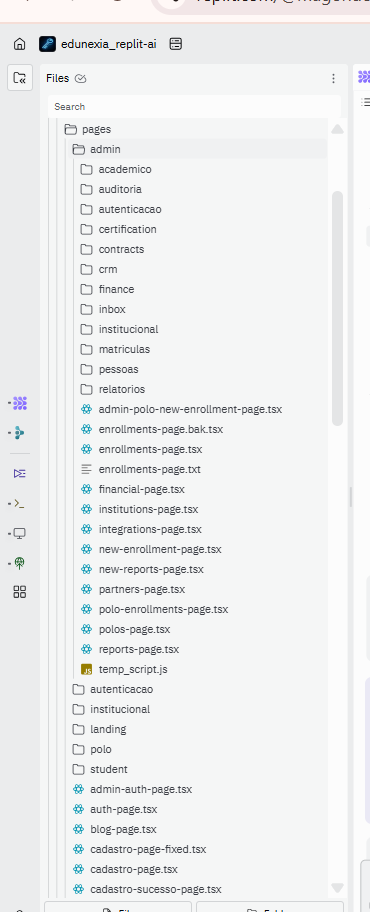 edunexia_replit-ai
Files
Search
pages
admin
academico
auditoria
autenticacao
certification
contracts
crm
finance
inbox
institucional
matriculas
pessoas
relatorios
admin-polo-new-enrollment-page.tsx
enrollments-page.bak.tsx
enrollments-page.tsx
enrollments-page.txt
financial-page.tsx
institutions-page.tsx
integrations-page.tsx
new-enrollment-page.tsx
new-reports-page.tsx
partners-page.tsx
polo-enrollments-page.tsx
polos-page.tsx
reports-page.tsx
JS temp_script.js
autenticacao
institucional
landing
polo
student
admin-auth-page.tsx
auth-page.tsx
blog-page.tsx
cadastro-page-fixed.tsx
cadastro-page.tsx
cadastro-sucesso-page.tsx